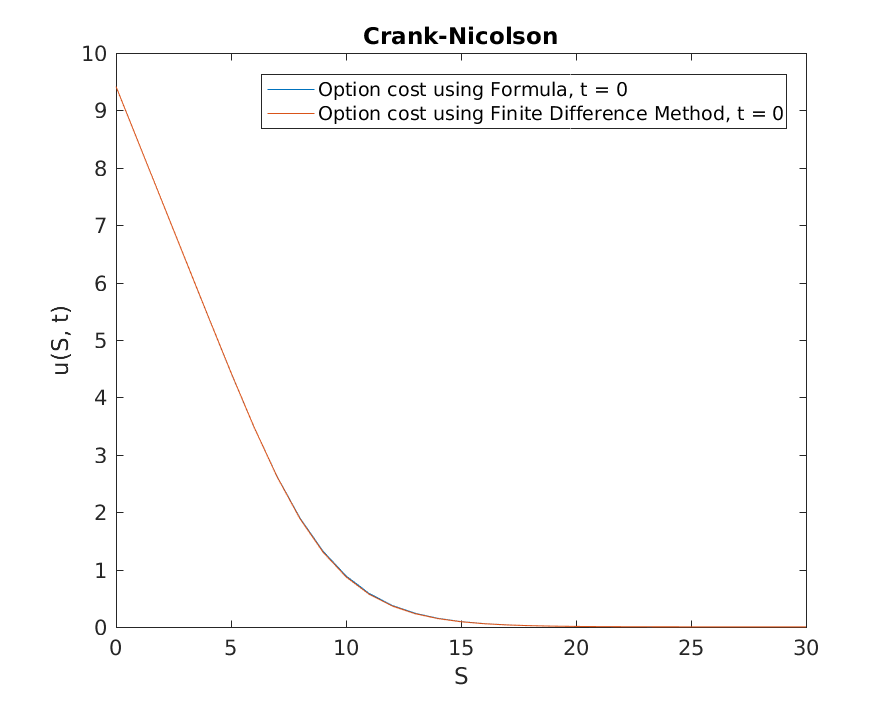 Crank-Nicolson
10
9
8
7
6
5
4
3
2
1
0
u(S, t)
Option cost using Formula, t = 0
Option cost using Finite Difference Method, t = 0
0 5 10 15 20 25 30
S